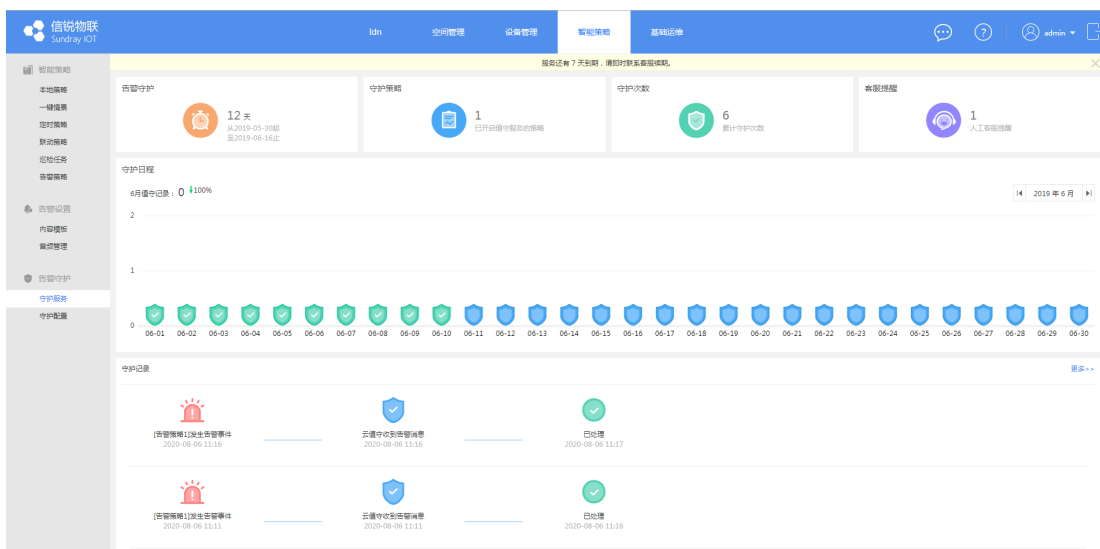 信锐物联
Sundray IOT
ldn
空间管理
设备管理
智能策略
基础运维
admin
服务还有 7 天到期，请即时联系客服续期。
智能策略
本地策略
一键情景
定时策略
联动策略
巡检任务
告警策略
告警设置
内容模板
音频管理
告警守护
守护服务
守护配置
告警守护
12 天
从2019-05-30起
至2019-06-16止
守护策略
1
已开启值守服务的策略
守护次数
6
累计守护次数
客服提醒
1
人工客服提醒
守护日程
6月值守记录： 0 100%
2019 年 6 月
2
1
0
06-01 06-02 06-03 06-04 06-05 06-06 06-07 06-08 06-09 06-10 06-11 06-12 06-13 06-14 06-15 06-16 06-17 06-18 06-19 06-20 06-21 06-22 06-23 06-24 06-25 06-26 06-27 06-28 06-29 06-30
守护记录
更多>>
[告警策略1]发生告警事件
2020-08-06 11:16
云值守收到告警消息
2020-08-06 11:16
已处理
2020-08-06 11:17
[告警策略1]发生告警事件
2020-08-06 11:11
云值守收到告警消息
2020-08-06 11:11
已处理
2020-08-06 11:16